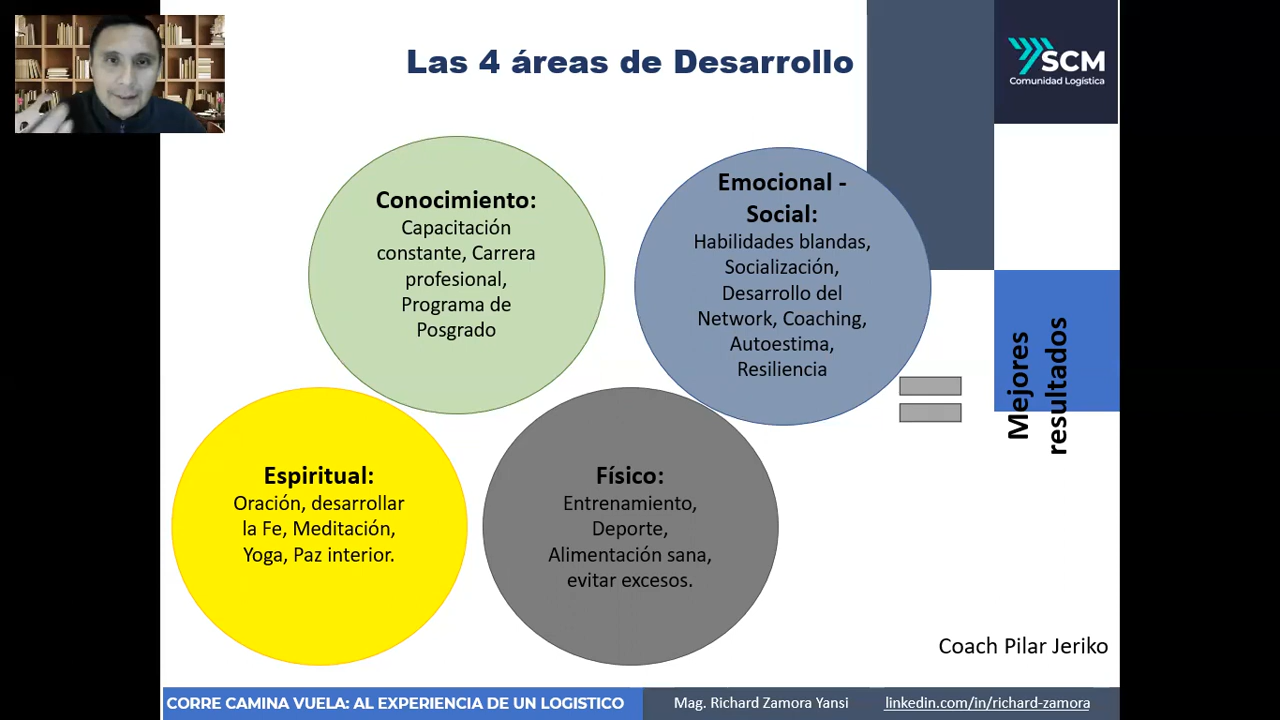 Las 4 áreas de Desarrollo
SCM
Comunidad Logística
Conocimiento:
Capacitación
constante, Carrera
profesional,
Programa de
Posgrado
Emocional -
Social:
Habilidades blandas,
Socialización,
Desarrollo del
Network, Coaching,
Autoestima,
Resiliencia
Mejores
resultados
Espiritual:
Oración, desarrollar
la Fe, Meditación,
Yoga, Paz interior.
Físico:
Entrenamiento,
Deporte,
Alimentación sana,
evitar excesos.
Coach Pilar Jeriko
CORRE CAMINA VUELA: AL EXPERIENCIA DE UN LOGISTICO
Mag. Richard Zamora Yansi
linkedin.com/in/richard-zamora